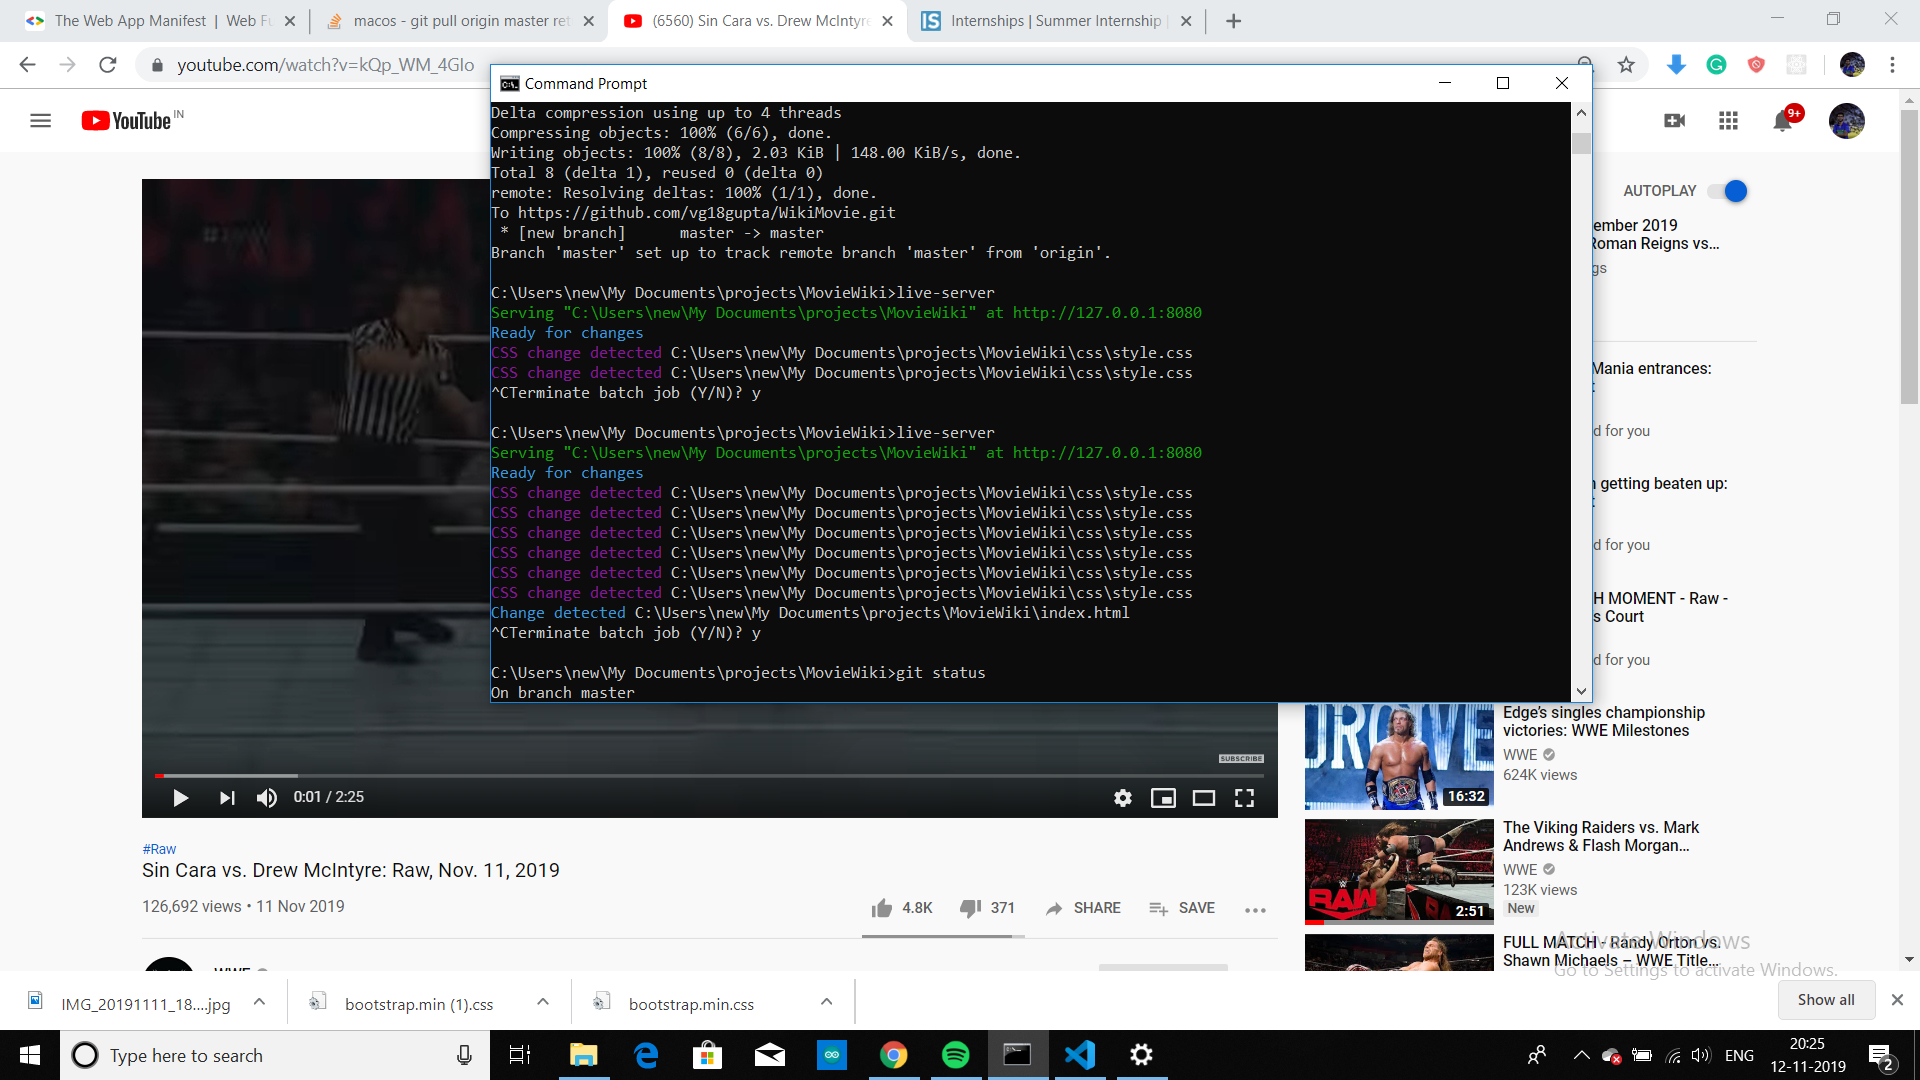 The Web App Manifest | Web Fu
macos - git pull origin master ret
(6560) Sin Cara vs. Drew McIntyre
Internships | Summer Internship |
youtube.com/watch?v=kQp_WM_4GIo
YouTube IN
9+
Command Prompt
Delta compression using up to 4 threads
Compressing objects: 100% (6/6), done.
Writing objects: 100% (8/8), 2.03 KiB | 148.00 KiB/s, done.
Total 8 (delta 1), reused 0 (delta 0)
remote: Resolving deltas: 100% (1/1), done.
To https://github.com/vg18gupta/WikiMovie.git
* [new branch]      master -> master
Branch 'master' set up to track remote branch 'master' from 'origin'.
C:\Users\new\My Documents\projects\MovieWiki>live-server
Serving "C:\Users\new\My Documents\projects\MovieWiki" at http://127.0.0.1:8080
Ready for changes
CSS change detected C:\Users\new\My Documents\projects\MovieWiki\css\style.css
CSS change detected C:\Users\new\My Documents\projects\MovieWiki\css\style.css
^CTerminate batch job (Y/N)? y
C:\Users\new\My Documents\projects\MovieWiki>live-server
Serving "C:\Users\new\My Documents\projects\MovieWiki" at http://127.0.0.1:8080
Ready for changes
CSS change detected C:\Users\new\My Documents\projects\MovieWiki\css\style.css
CSS change detected C:\Users\new\My Documents\projects\MovieWiki\css\style.css
CSS change detected C:\Users\new\My Documents\projects\MovieWiki\css\style.css
CSS change detected C:\Users\new\My Documents\projects\MovieWiki\css\style.css
CSS change detected C:\Users\new\My Documents\projects\MovieWiki\css\style.css
CSS change detected C:\Users\new\My Documents\projects\MovieWiki\css\style.css
Change detected C:\Users\new\My Documents\projects\MovieWiki\index.html
^CTerminate batch job (Y/N)? y
C:\Users\new\My Documents\projects\MovieWiki>git status
On branch master
AUTOPLAY
ember 2019
Roman Reigns vs...
gs
Mania entrances:
d for you
n getting beaten up:
d for you
H MOMENT - Raw -
s Court
d for you
SUBSCRIBE
0:01 / 2:25
#Raw
Sin Cara vs. Drew McIntyre: Raw, Nov. 11, 2019
126,692 views • 11 Nov 2019
4.8K
371
SHARE
SAVE
WWE
Edge's singles championship
victories: WWE Milestones
WWE
624K views
16:32
The Viking Raiders vs. Mark
Andrews & Flash Morgan...
WWE
123K views
New
RAW
2:51
FULL MATCH - Randy Orton vs.
Shawn Michaels – WWE Title...
Activate Windows
Go to Settings to activate Windows.
IMG_20191111_18....jpg
bootstrap.min (1).css
bootstrap.min.css
Show all
Type here to search
ENG
20:25
12-11-2019
2